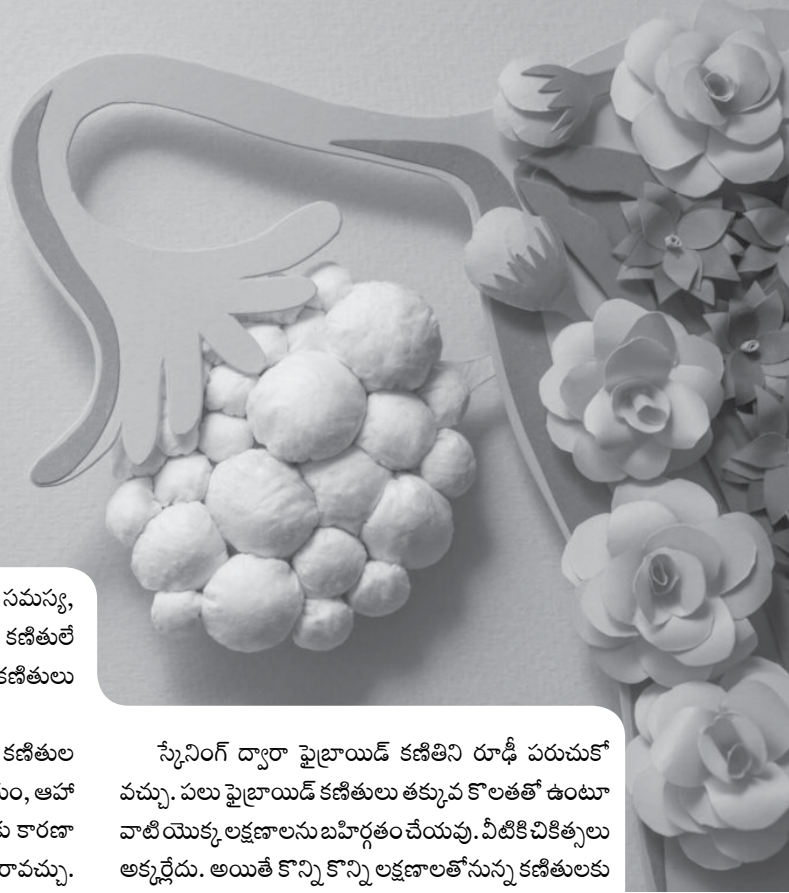 సమస్య,
కణితులే
కణితులు
కణితుల
ఆహా
కారణా
రావచ్చు.
స్కేనింగ్ ద్వారా ఫైబ్రాయిడ్ కణితిని రూఢీ పరుచుకో
వచ్చు. పలు ఫైబ్రాయిడ్ కణితులు తక్కువ కొలతతో ఉంటూ
వాటియొక్క లక్షణాలను బహిర్గతం చేయవు. వీటికి చికిత్సలు
అక్కర్లేదు. అయితే కొన్ని కొన్ని లక్షణాలతోనున్న కణితులకు